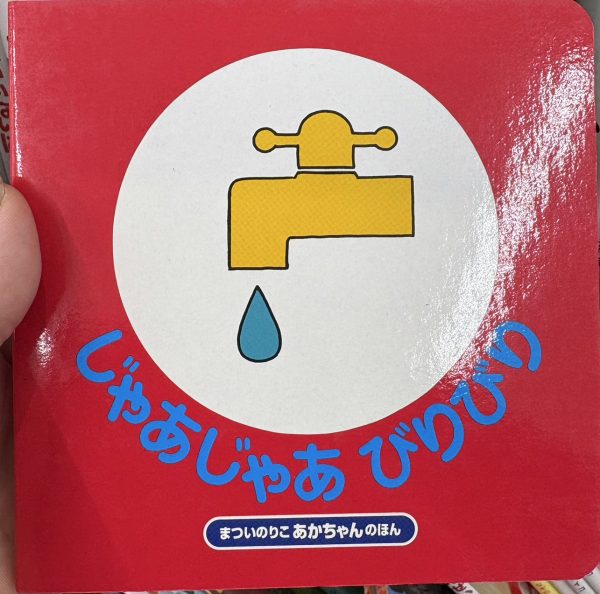 じゃあじゃあ びりびり
まついのりこ あかちゃんのほん